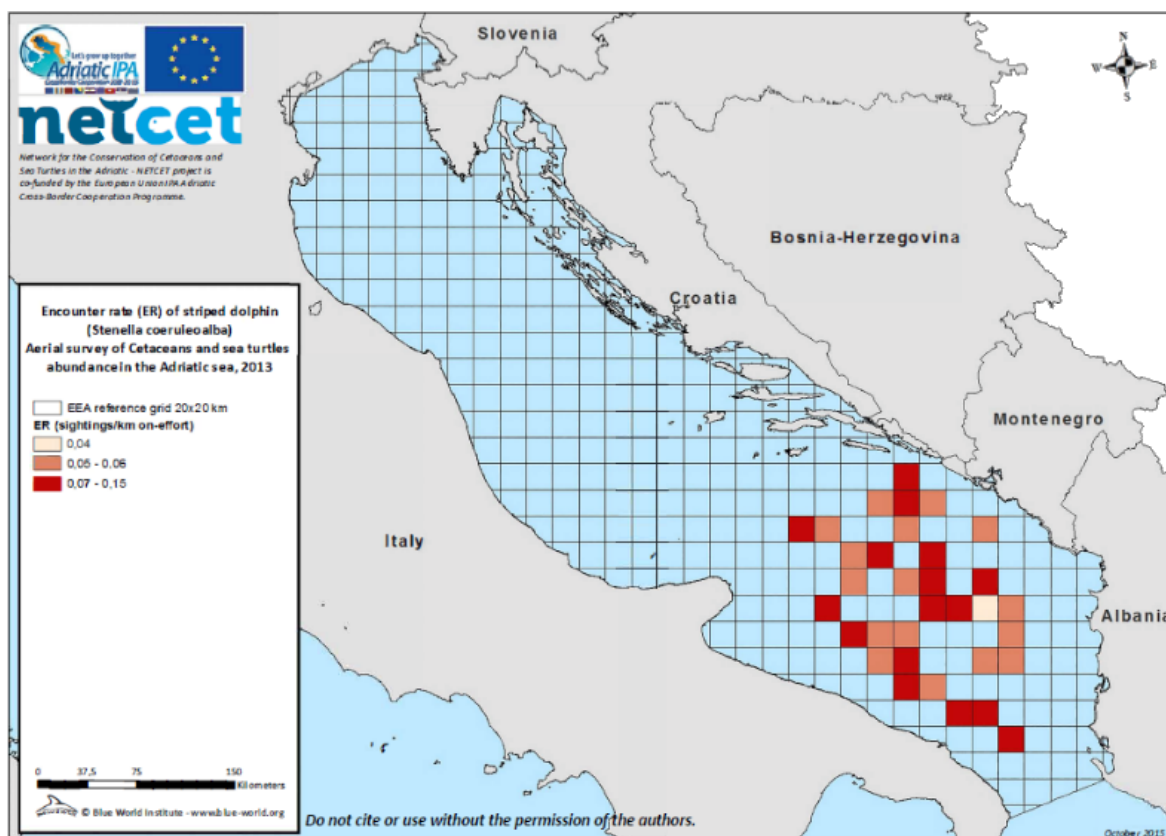 Let's grow up together
Adriatic IPA
netcet
Network for the Conservation of Cetaceans and
Sea Turtles in the Adriatic - NETCET project is
co-funded by the European Union IPA Adriatic
Cross-Border Cooperation Programme.
Slovenia
N
W E
S
Bosnia-Herzegovina
Croatia
Montenegro
Italy
Albania
Encounter rate (ER) of striped dolphin
(Stenella coeruleoalba)
Aerial survey of Cetaceans and sea turtles
abundance in the Adriatic sea, 2013
EEA reference grid 20x20 km
ER (sightings/km on-effort)
0,04
0,05 - 0,06
0,07 - 0,15
0 37,5 75 150
Kilometers
© Blue World Institute - www.blue-world.org
Do not cite or use without the permission of the authors.
October 2015